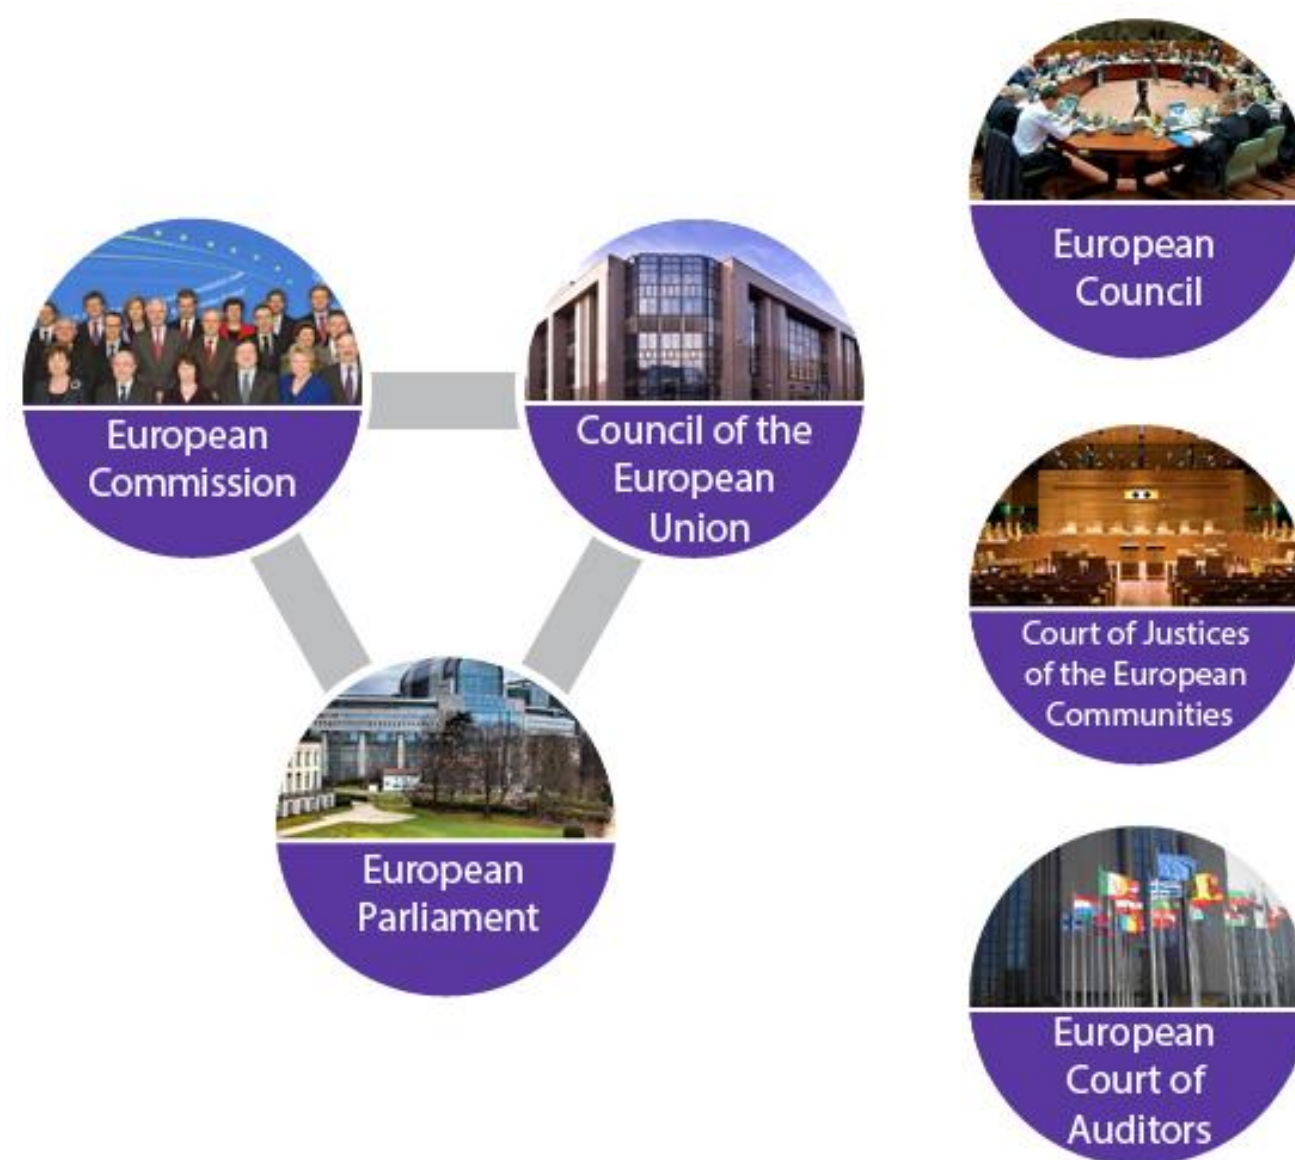 European
Commission
Council of the
European
Union
European
Parliament
European
Council
Court of Justices
of the European
Communities
European
Court of
Auditors